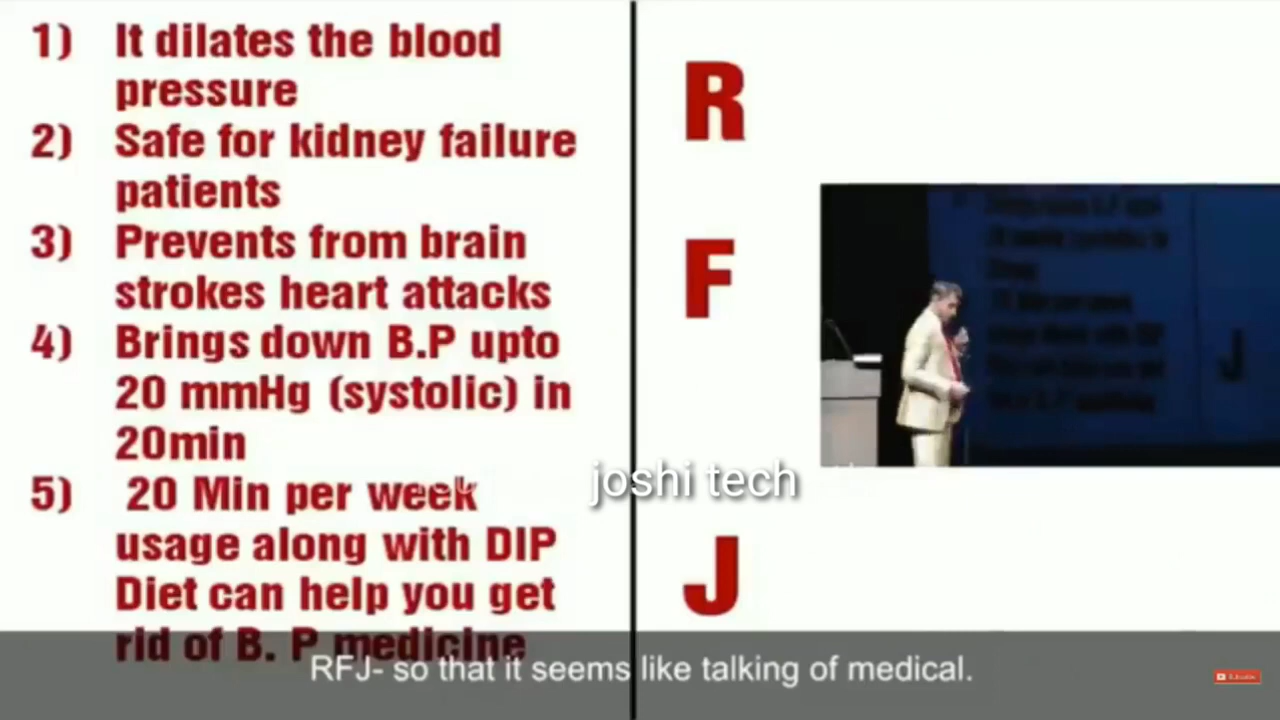 1) It dilates the blood
pressure
2) Safe for kidney failure
patients
3) Prevents from brain
strokes heart attacks
4) Brings down B.P upto
20 mmHg (systolic) in
20min
5) 20 Min per week
usage along with DIP
Diet can help you get
rid of B. P medicine
R
F
J
J
joshi tech
RFJ- so that it seems like talking of medical.